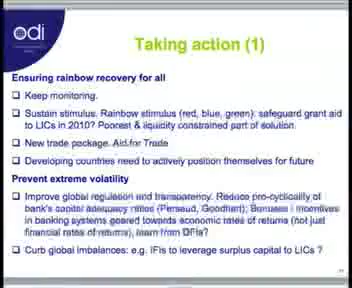 odi
Taking action (1)
Ensuring rainbow recovery for all
Keep monitoring.
Sustain stimulus. Rainbow stimulus (red, blue, green): safeguard grant aid
to LICs in 2010? Poorest & liquidity constrained part of solution.
New trade package. Aid for Trade
Developing countries need to actively position themselves for future
Prevent extreme volatility
Improve global regulation and transparency. Reduce pro-cyclicality of
bank's capital adequacy ratios (Persaud, Goodhart); Bonuses / incentives
in banking systems geared towards economic rates of returns (not just
financial rates of returns), learn from DFIs?
Curb global imbalances: e.g. IFIs to leverage surplus capital to LICs ?